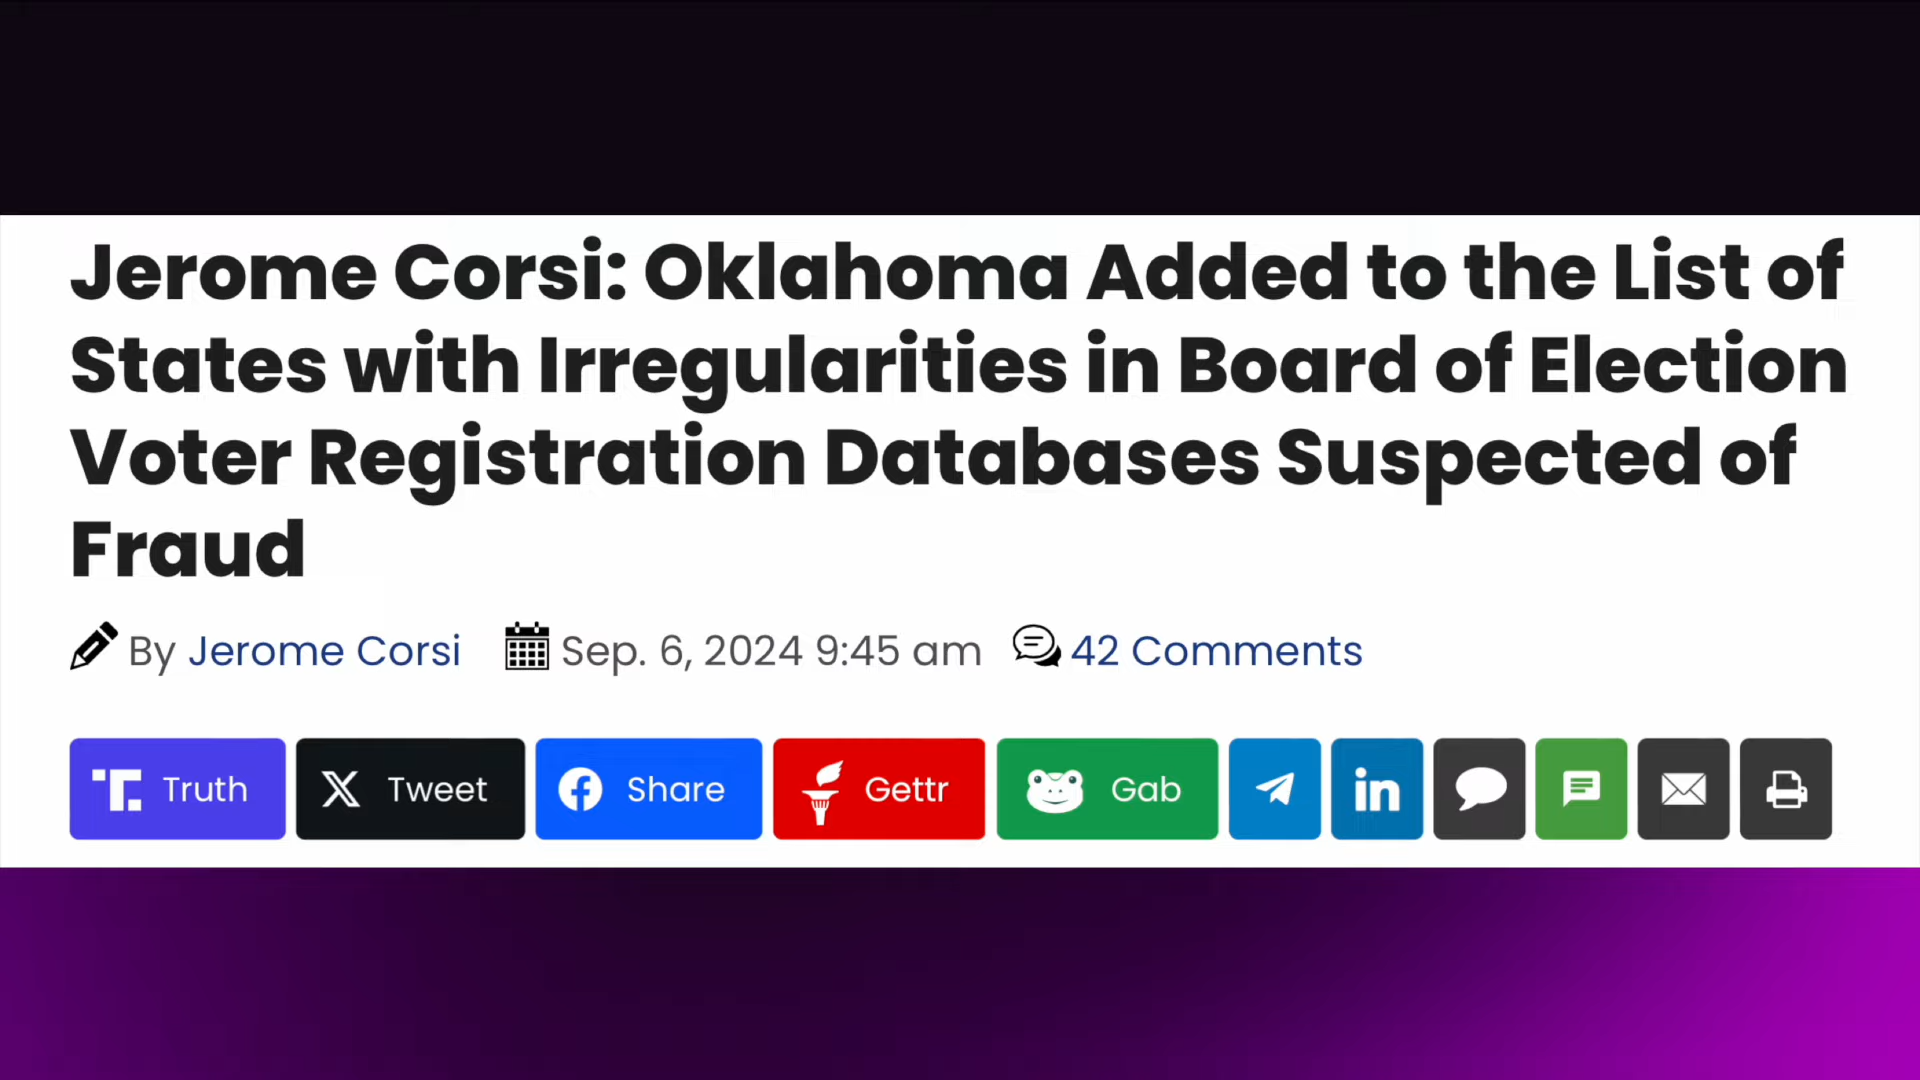 Jerome Corsi: Oklahoma Added to the List of
States with Irregularities in Board of Election
Voter Registration Databases Suspected of
Fraud
By Jerome Corsi Sep. 6, 2024 9:45 am 42 Comments
Truth Tweet Share Gettr Gab in